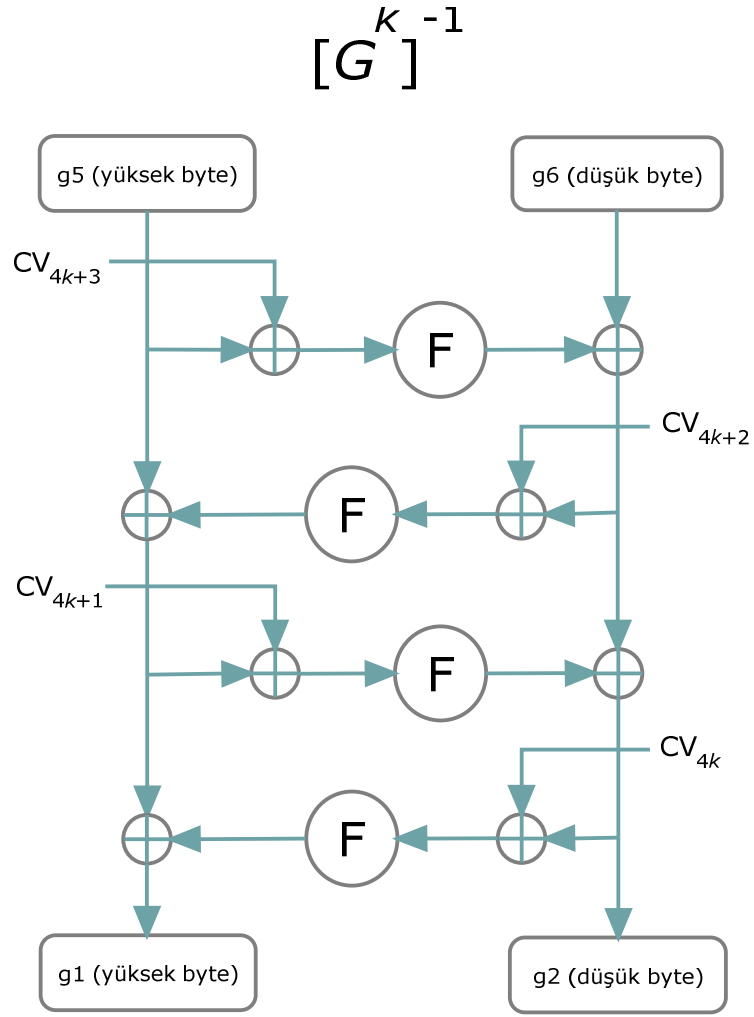 [G^k]^-1
g5 (yüksek byte)
g6 (düşük byte)
CV4k+3
F
CV4k+2
F
CV4k+1
F
CV4k
F
g1 (yüksek byte)
g2 (düşük byte)